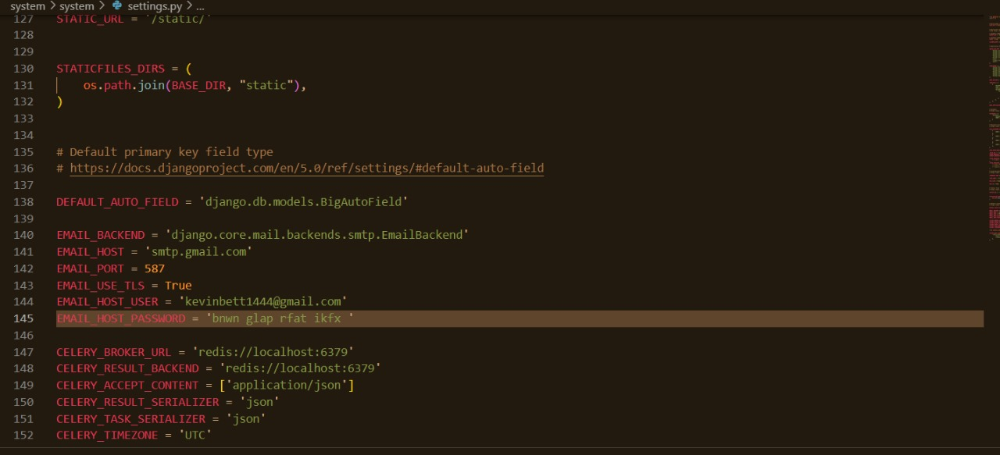 system > system > settings.py > ...
127 STATIC_URL = '/static/'
128
129
130 STATICFILES_DIRS = (
131     os.path.join(BASE_DIR, "static"),
132 )
133
134
135 # Default primary key field type
136 # https://docs.djangoproject.com/en/5.0/ref/settings/#default-auto-field
137
138 DEFAULT_AUTO_FIELD = 'django.db.models.BigAutoField'
139
140 EMAIL_BACKEND = 'django.core.mail.backends.smtp.EmailBackend'
141 EMAIL_HOST = 'smtp.gmail.com'
142 EMAIL_PORT = 587
143 EMAIL_USE_TLS = True
144 EMAIL_HOST_USER = 'kevinbett1444@gmail.com'
145 EMAIL_HOST_PASSWORD = 'bnwn glap rfat ikfx '
146
147 CELERY_BROKER_URL = 'redis://localhost:6379'
148 CELERY_RESULT_BACKEND = 'redis://localhost:6379'
149 CELERY_ACCEPT_CONTENT = ['application/json']
150 CELERY_RESULT_SERIALIZER = 'json'
151 CELERY_TASK_SERIALIZER = 'json'
152 CELERY_TIMEZONE = 'UTC'